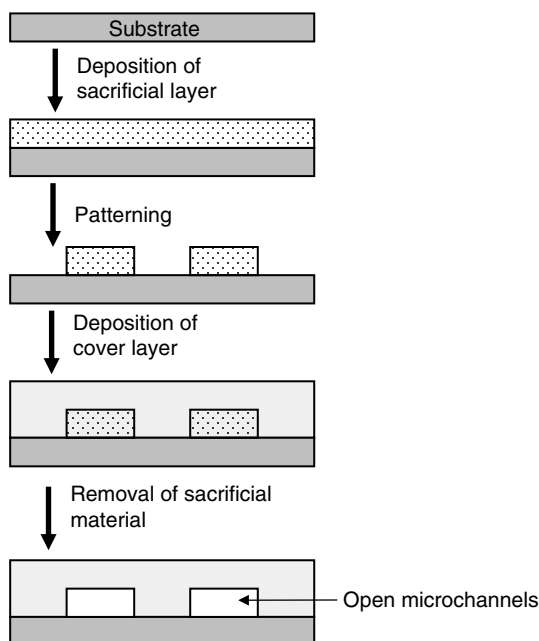 Substrate
Deposition of
sacrificial layer
Patterning
Deposition of
cover layer
Removal of sacrificial
material
Open microchannels